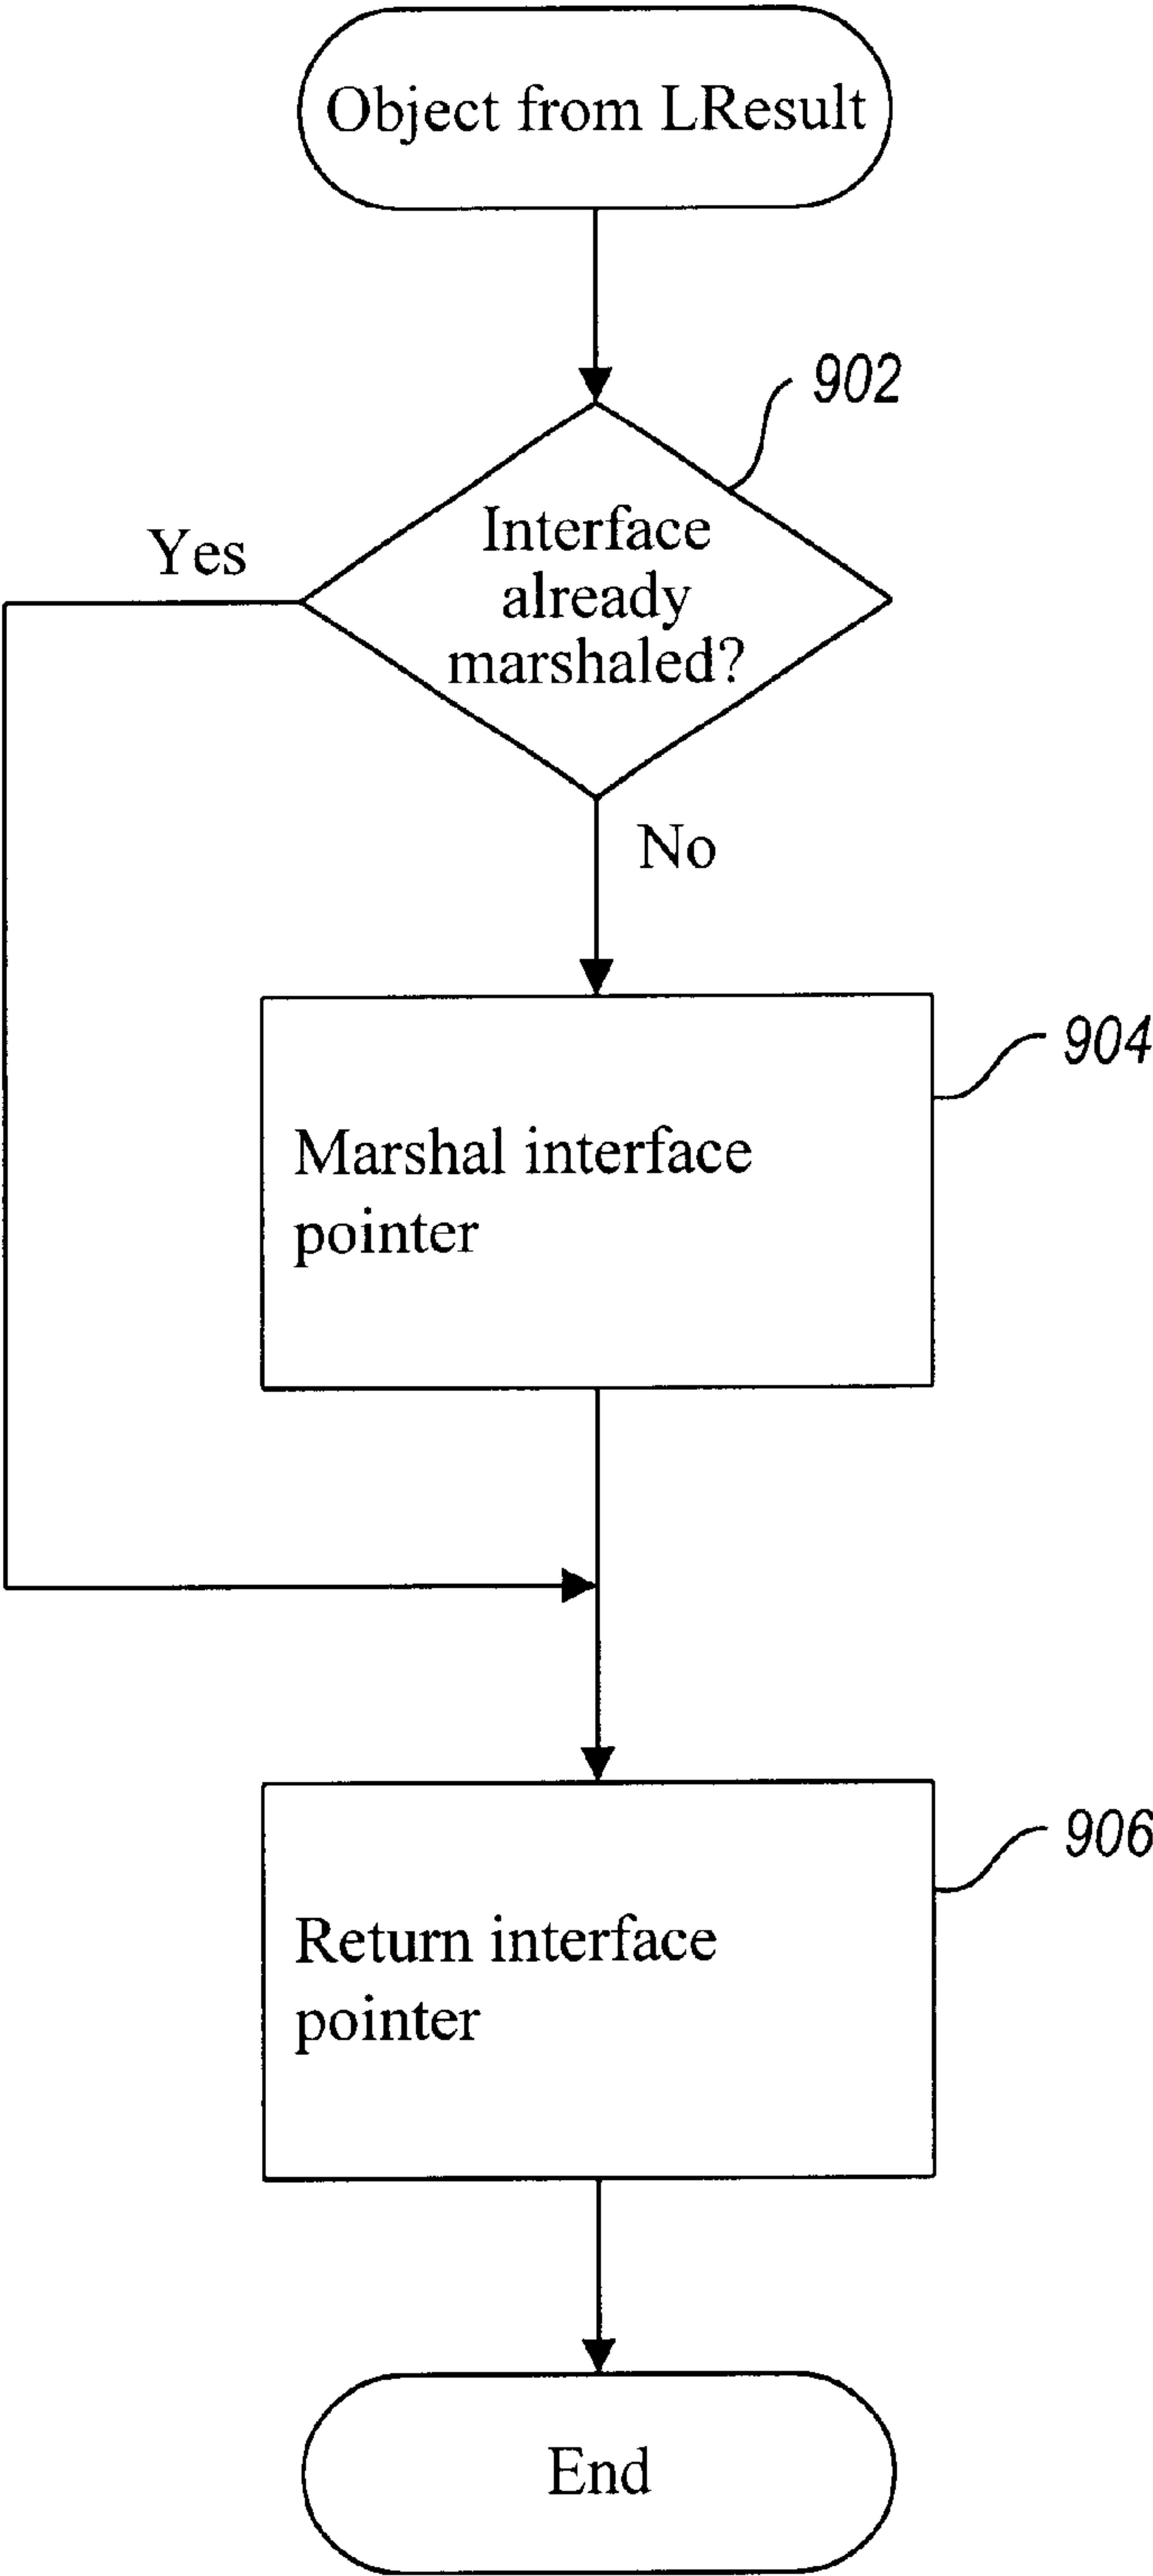 Object from LResult
902
Yes
Interface
already
marshaled?
No
904
Marshal interface
pointer
906
Return interface
pointer
End